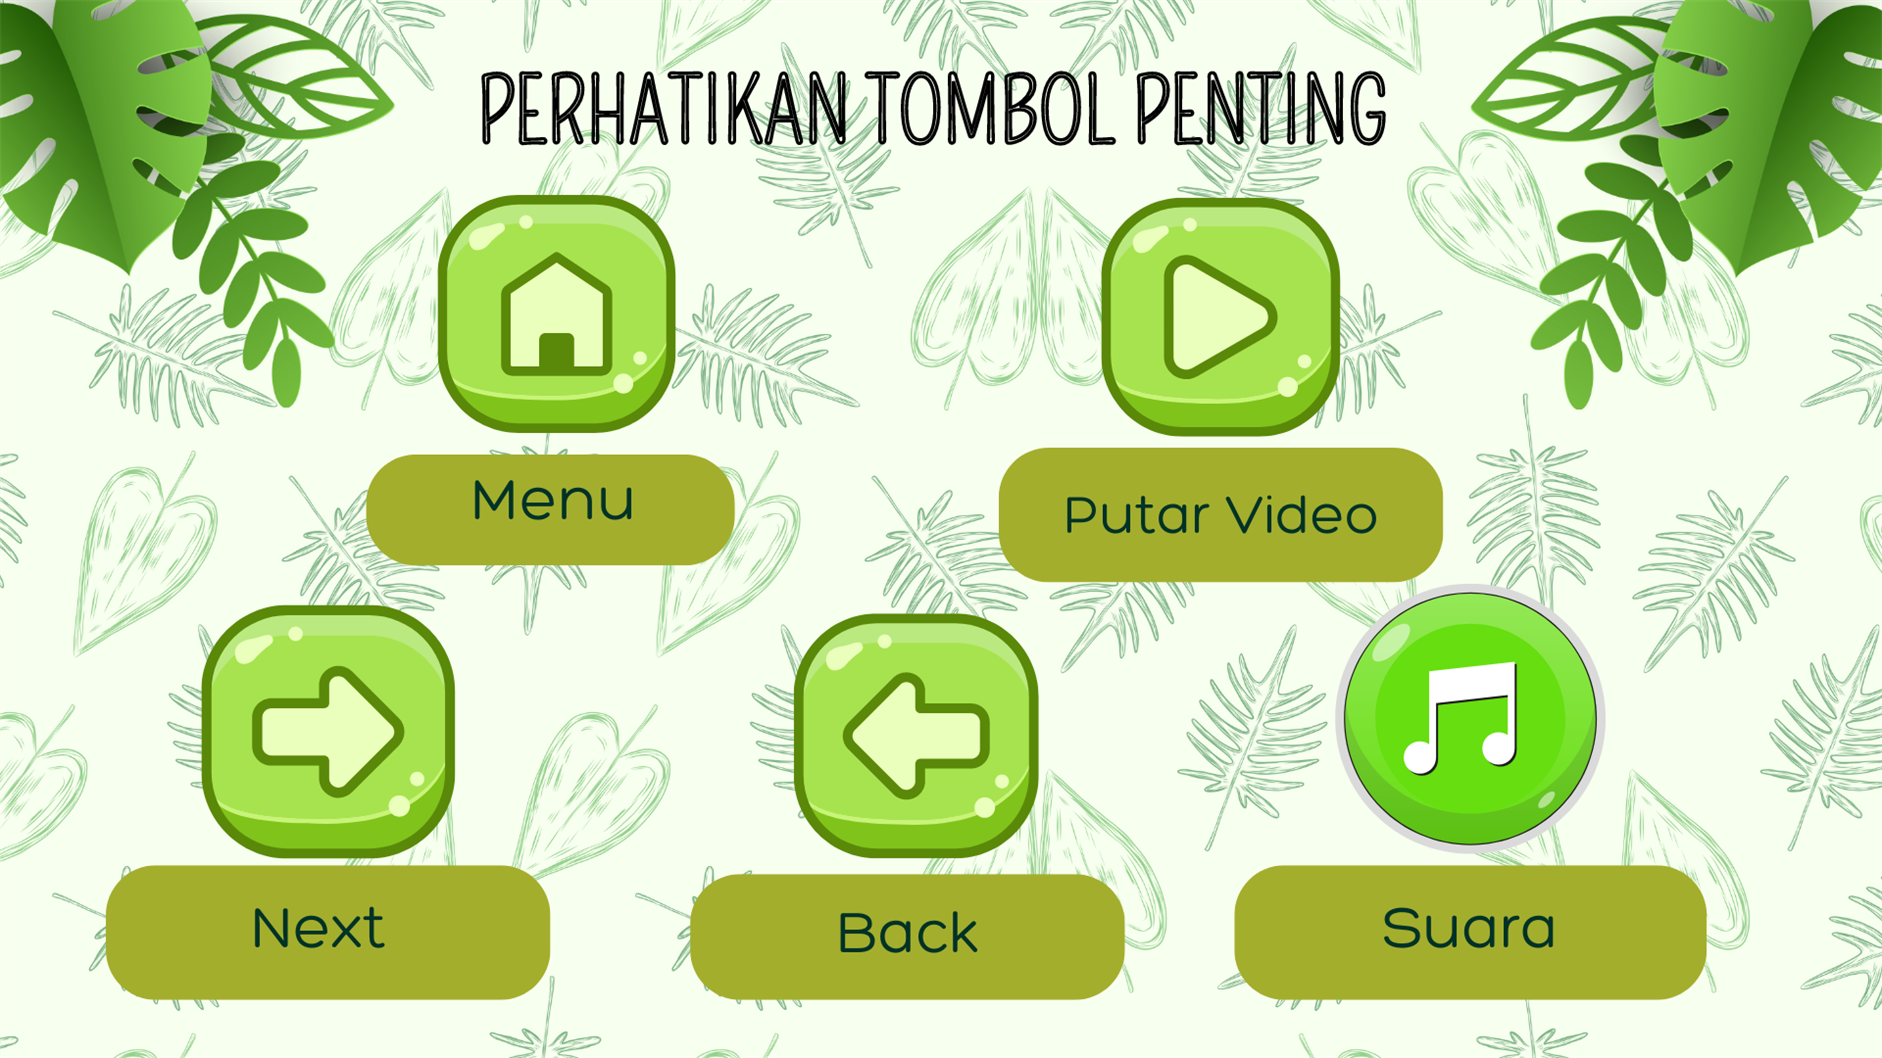 PERHATIKAN TOMBOL PENTING
Menu
Putar Video
Next
Back
Suara